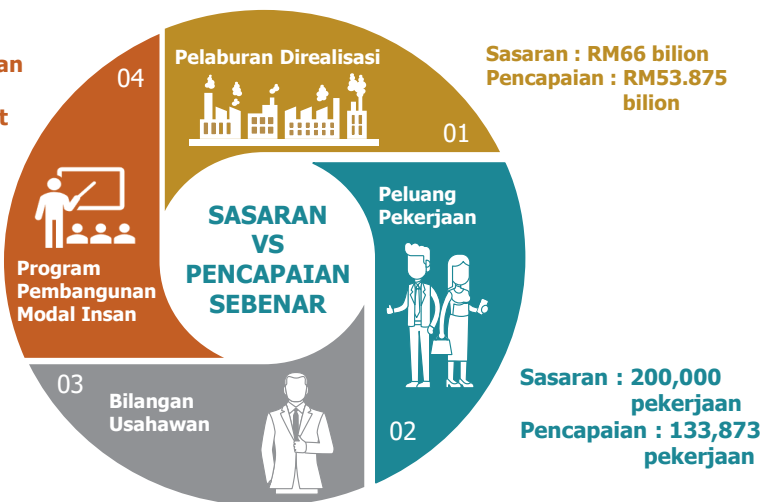 an
t
04
Pelaburan Direalisasi
01
Sasaran : RM66 bilion
Pencapaian : RM53.875
bilion
SASARAN
VS
PENCAPAIAN
SEBENAR
Peluang
Pekerjaan
02
Sasaran : 200,000
pekerjaan
Pencapaian : 133,873
pekerjaan
03
Bilangan
Usahawan
Program
Pembangunan
Modal Insan